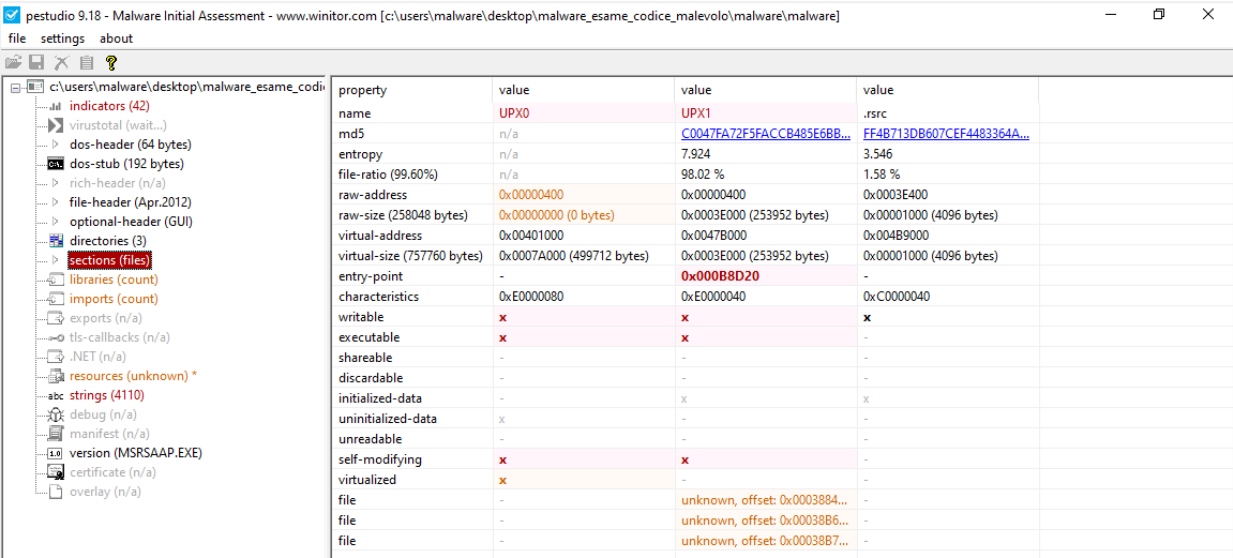 pestudio 9.18 - Malware Initial Assessment - www.winitor.com [c:\users\malware\desktop\malware_esame_codice_malevolo\malware\malware]
file settings about
c:\users\malware\desktop\malware_esame_codi
indicators (42)
virustotal (wait...)
dos-header (64 bytes)
dos-stub (192 bytes)
rich-header (n/a)
file-header (Apr.2012)
optional-header (GUI)
directories (3)
sections (files)
libraries (count)
imports (count)
exports (n/a)
tls-callbacks (n/a)
.NET (n/a)
resources (unknown) *
abc strings (4110)
debug (n/a)
manifest (n/a)
1.0 version (MSRSAAP.EXE)
certificate (n/a)
overlay (n/a)
property value value value
name UPX0 UPX1 .rsrc
md5 n/a C0047FA72F5FACCB485E6BB... FF4B713DB607CEF4483364A...
entropy n/a 7.924 3.546
file-ratio (99.60%) n/a 98.02 % 1.58 %
raw-address 0x00000400 0x00000400 0x0003E400
raw-size (258048 bytes) 0x00000000 (0 bytes) 0x0003E000 (253952 bytes) 0x00001000 (4096 bytes)
virtual-address 0x00401000 0x0047B000 0x004B9000
virtual-size (757760 bytes) 0x0007A000 (499712 bytes) 0x0003E000 (253952 bytes) 0x00001000 (4096 bytes)
entry-point - 0x000B8D20 -
characteristics 0xE0000080 0xE0000040 0xC0000040
writable x x x
executable x x -
shareable - - -
discardable - - -
initialized-data - x x
uninitialized-data x - -
unreadable - - -
self-modifying x x -
virtualized x - -
file - unknown, offset: 0x0003884... -
file - unknown, offset: 0x00038B6... -
file - unknown, offset: 0x00038B7... -